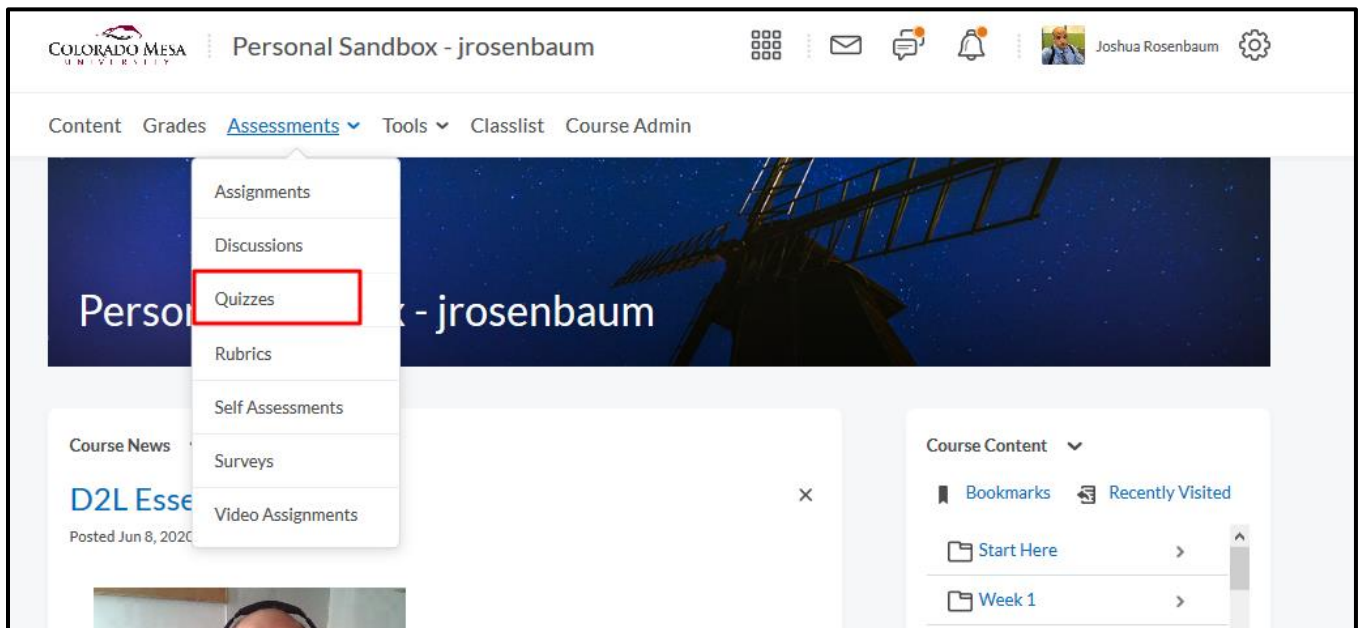 COLORADO MESA
UNIVERSITY
Personal Sandbox - jrosenbaum
Joshua Rosenbaum
Content Grades Assessments Tools Classlist Course Admin
Assignments
Discussions
Quizzes
Rubrics
Self Assessments
Surveys
Video Assignments
Perso - jrosenbaum
Course News
D2L Esse
Posted Jun 8, 2020
Course Content
Bookmarks Recently Visited
Start Here
Week 1